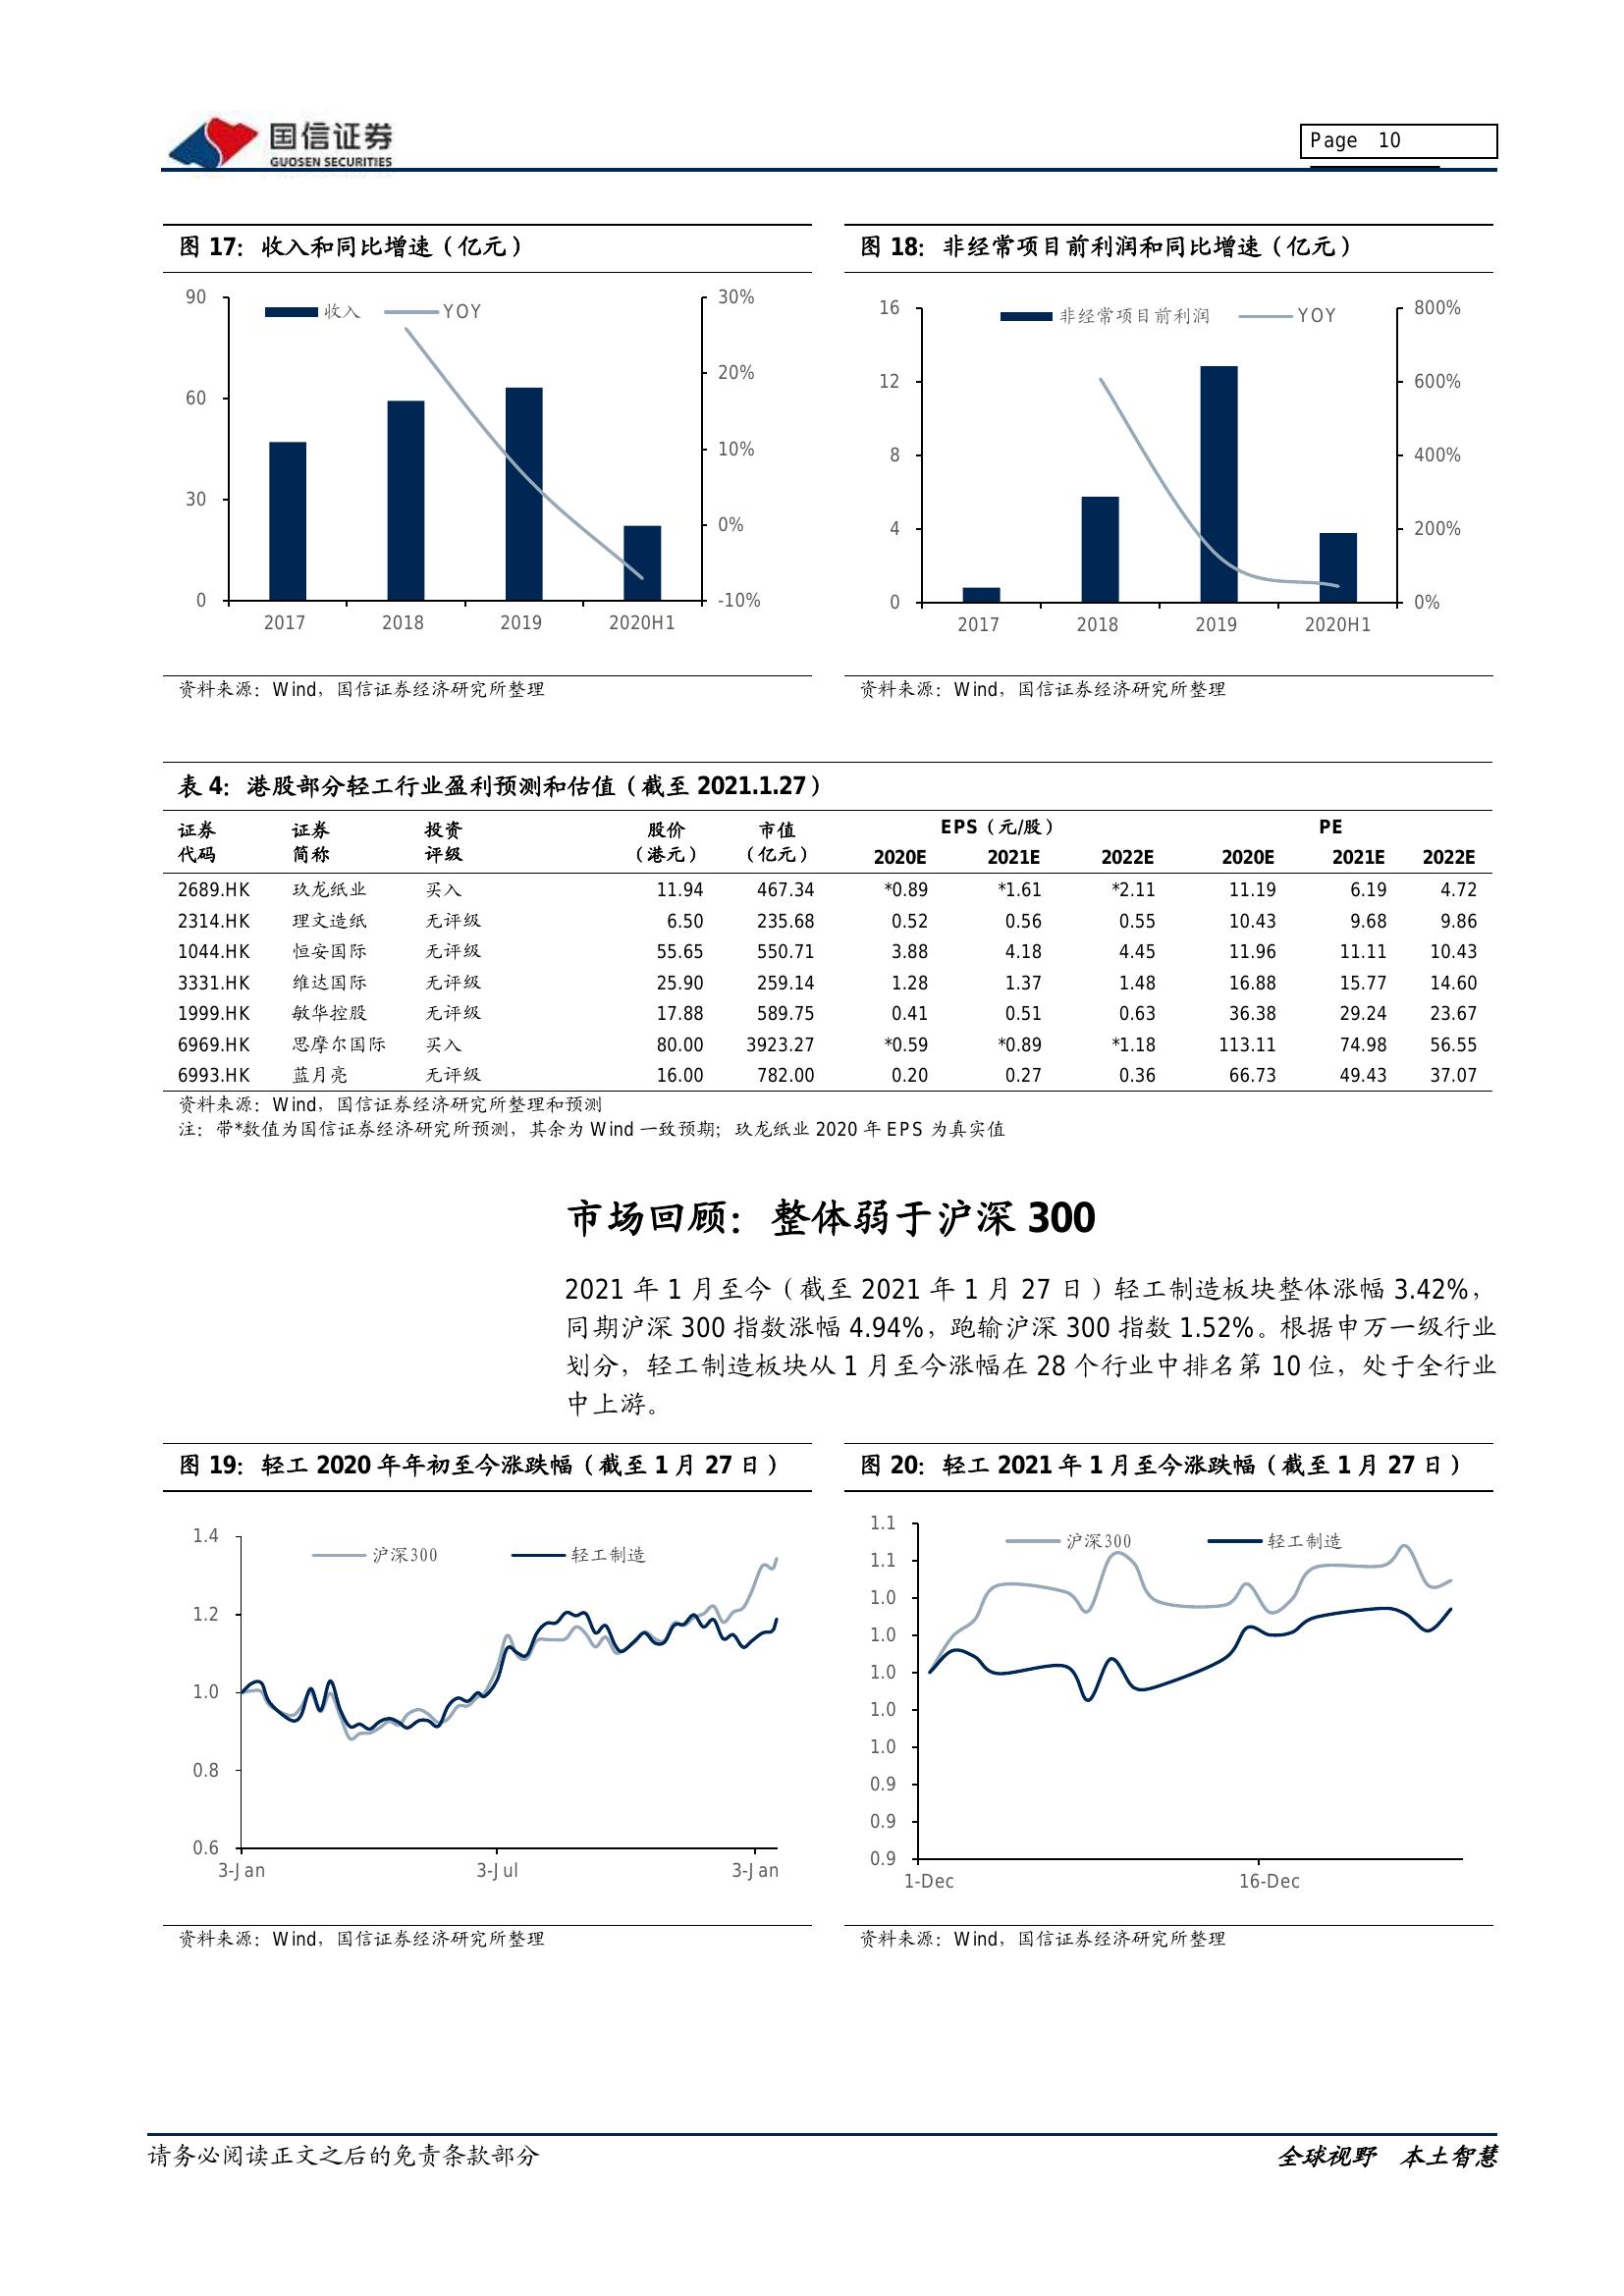 国信证券
GUOSEN SECURITIES
Page 10
图 17：收入和同比增速（亿元）
90
60
30
0
收入
YOY
30%
20%
10%
0%
-10%
2017 2018 2019 2020H1
资料来源：Wind，国信证券经济研究所整理
图 18：非经常项目前利润和同比增速（亿元）
16
12
8
4
0
非经常项目前利润
YOY
800%
600%
400%
200%
0%
2017 2018 2019 2020H1
资料来源：Wind，国信证券经济研究所整理
表 4：港股部分轻工行业盈利预测和估值（截至 2021.1.27）
证券 证券 投资 股价 市值 EPS（元/股） PE
代码 简称 评级 （港元） （亿元） 2020E 2021E 2022E 2020E 2021E 2022E
2689.HK 玖龙纸业 买入 11.94 467.34 *0.89 *1.61 *2.11 11.19 6.19 4.72
2314.HK 理文造纸 无评级 6.50 235.68 0.52 0.56 0.55 10.43 9.68 9.86
1044.HK 恒安国际 无评级 55.65 550.71 3.88 4.18 4.45 11.96 11.11 10.43
3331.HK 维达国际 无评级 25.90 259.14 1.28 1.37 1.48 16.88 15.77 14.60
1999.HK 敏华控股 无评级 17.88 589.75 0.41 0.51 0.63 36.38 29.24 23.67
6969.HK 思摩尔国际 买入 80.00 3923.27 *0.59 *0.89 *1.18 113.11 74.98 56.55
6993.HK 蓝月亮 无评级 16.00 782.00 0.20 0.27 0.36 66.73 49.43 37.07
资料来源：Wind，国信证券经济研究所整理和预测
注：带*数值为国信证券经济研究所预测，其余为 Wind 一致预期；玖龙纸业 2020 年 EPS 为真实值
市场回顾：整体弱于沪深 300
2021 年 1 月至今（截至 2021 年 1 月 27 日）轻工制造板块整体涨幅 3.42%，
同期沪深 300 指数涨幅 4.94%，跑输沪深 300 指数 1.52%。根据申万一级行业
划分，轻工制造板块从 1 月至今涨幅在 28 个行业中排名第 10 位，处于全行业
中上游。
图 19：轻工 2020 年年初至今涨跌幅（截至 1 月 27 日）
1.4
1.2
1.0
0.8
0.6
沪深300
轻工制造
3-Jan 3-Jul 3-Jan
资料来源：Wind，国信证券经济研究所整理
图 20：轻工 2021 年 1 月至今涨跌幅（截至 1 月 27 日）
1.1
1.1
1.0
1.0
1.0
1.0
1.0
0.9
0.9
0.9
沪深300
轻工制造
1-Dec 16-Dec
资料来源：Wind，国信证券经济研究所整理
请务必阅读正文之后的免责条款部分
全球视野 本土智慧